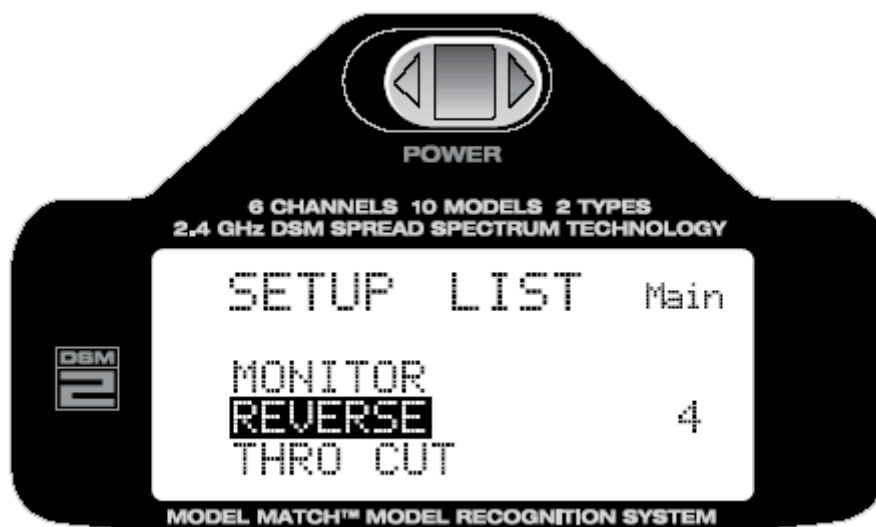 POWER
6 CHANNELS 10 MODELS 2 TYPES
2.4 GHz DSM SPREAD SPECTRUM TECHNOLOGY
SETUP LIST Main
DSM
2
MONITOR
REVERSE 4
THRO CUT
MODEL MATCH™ MODEL RECOGNITION SYSTEM